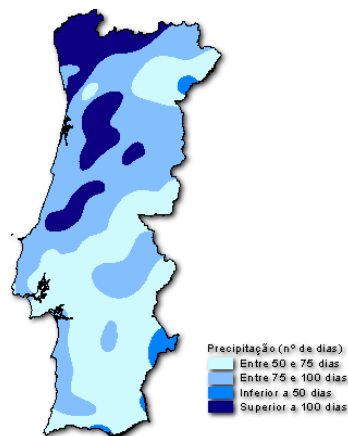 Precipitação (nº de dias)
Entre 50 e 75 dias
Entre 75 e 100 dias
Inferior a 50 dias
Superior a 100 dias